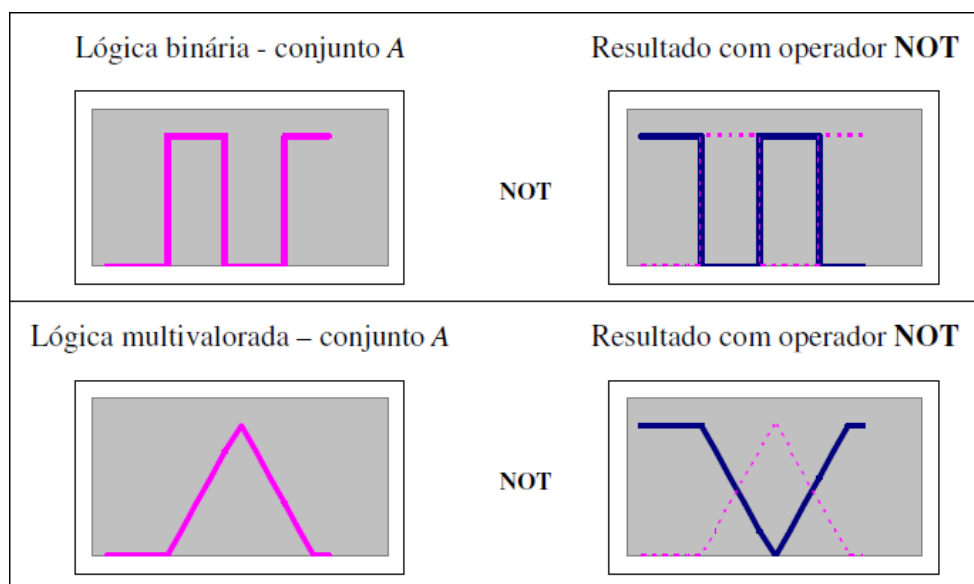 Lógica binária - conjunto A
Resultado com operador NOT
NOT
Lógica multivalorada – conjunto A
Resultado com operador NOT
NOT